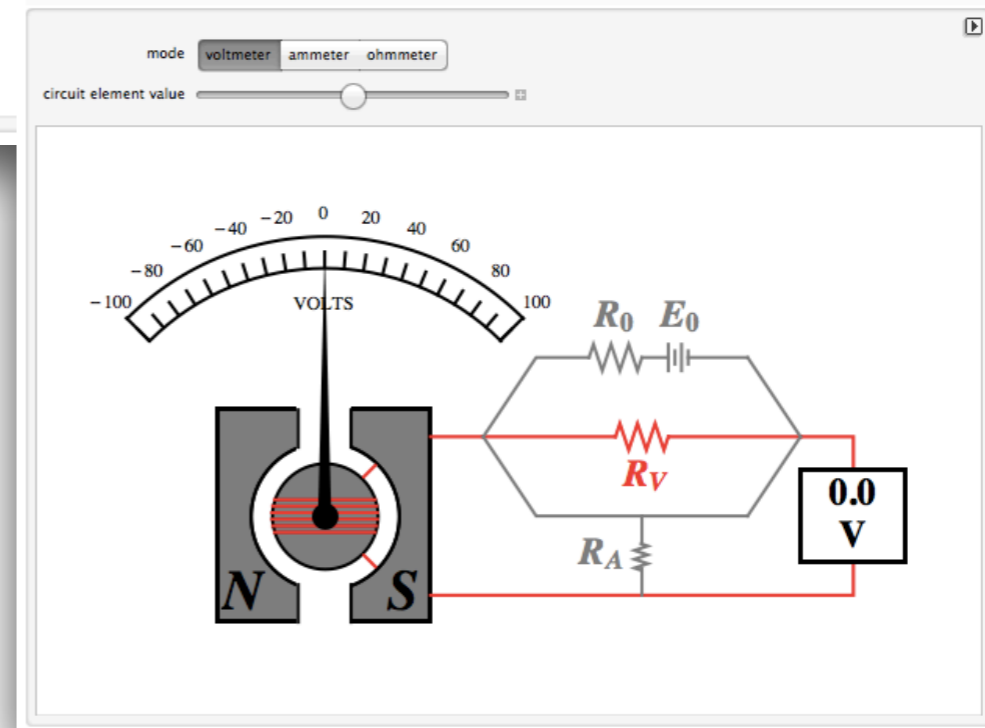 mode voltmeter ammeter ohmmeter
circuit element value
−100 −80 −60 −40 −20 0 20 40 60 80 100
VOLTS
R0 E0
RV
0.0
V
RA
N S